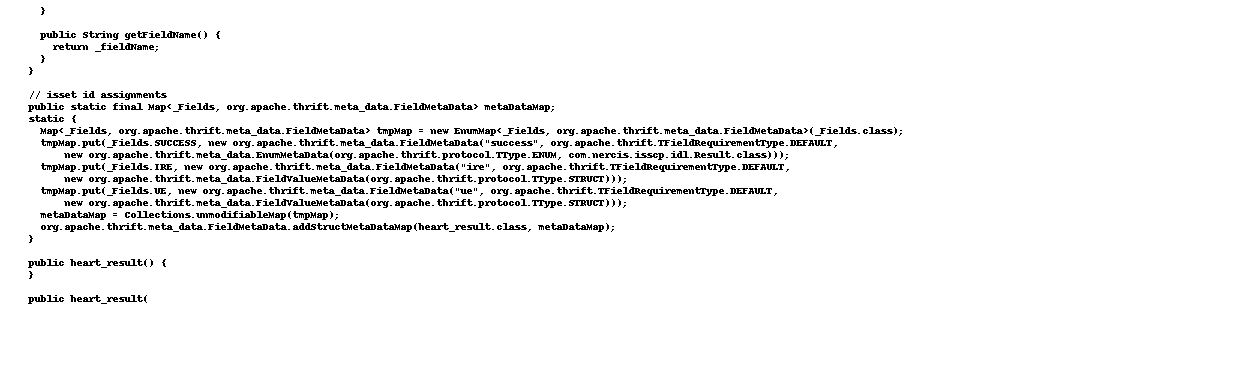 }
public String getFieldName() {
return _fieldName;
}
}
// isset id assignments
public static final Map<_Fields, org.apache.thrift.meta_data.FieldMetaData> metaDataMap;
static {
Map<_Fields, org.apache.thrift.meta_data.FieldMetaData> tmpMap = new EnumMap<_Fields, org.apache.thrift.meta_data.FieldMetaData>(_Fields.class);
tmpMap.put(_Fields.SUCCESS, new org.apache.thrift.meta_data.FieldMetaData("success", org.apache.thrift.TFieldRequirementType.DEFAULT,
new org.apache.thrift.meta_data.EnumMetaData(org.apache.thrift.protocol.TType.ENUM, com.nercis.isscp.idl.Result.class)));
tmpMap.put(_Fields.IRE, new org.apache.thrift.meta_data.FieldMetaData("ire", org.apache.thrift.TFieldRequirementType.DEFAULT,
new org.apache.thrift.meta_data.FieldValueMetaData(org.apache.thrift.protocol.TType.STRUCT)));
tmpMap.put(_Fields.UE, new org.apache.thrift.meta_data.FieldMetaData("ue", org.apache.thrift.TFieldRequirementType.DEFAULT,
new org.apache.thrift.meta_data.FieldValueMetaData(org.apache.thrift.protocol.TType.STRUCT)));
metaDataMap = Collections.unmodifiableMap(tmpMap);
org.apache.thrift.meta_data.FieldMetaData.addStructMetaDataMap(heart_result.class, metaDataMap);
}
public heart_result() {
}
public heart_result(